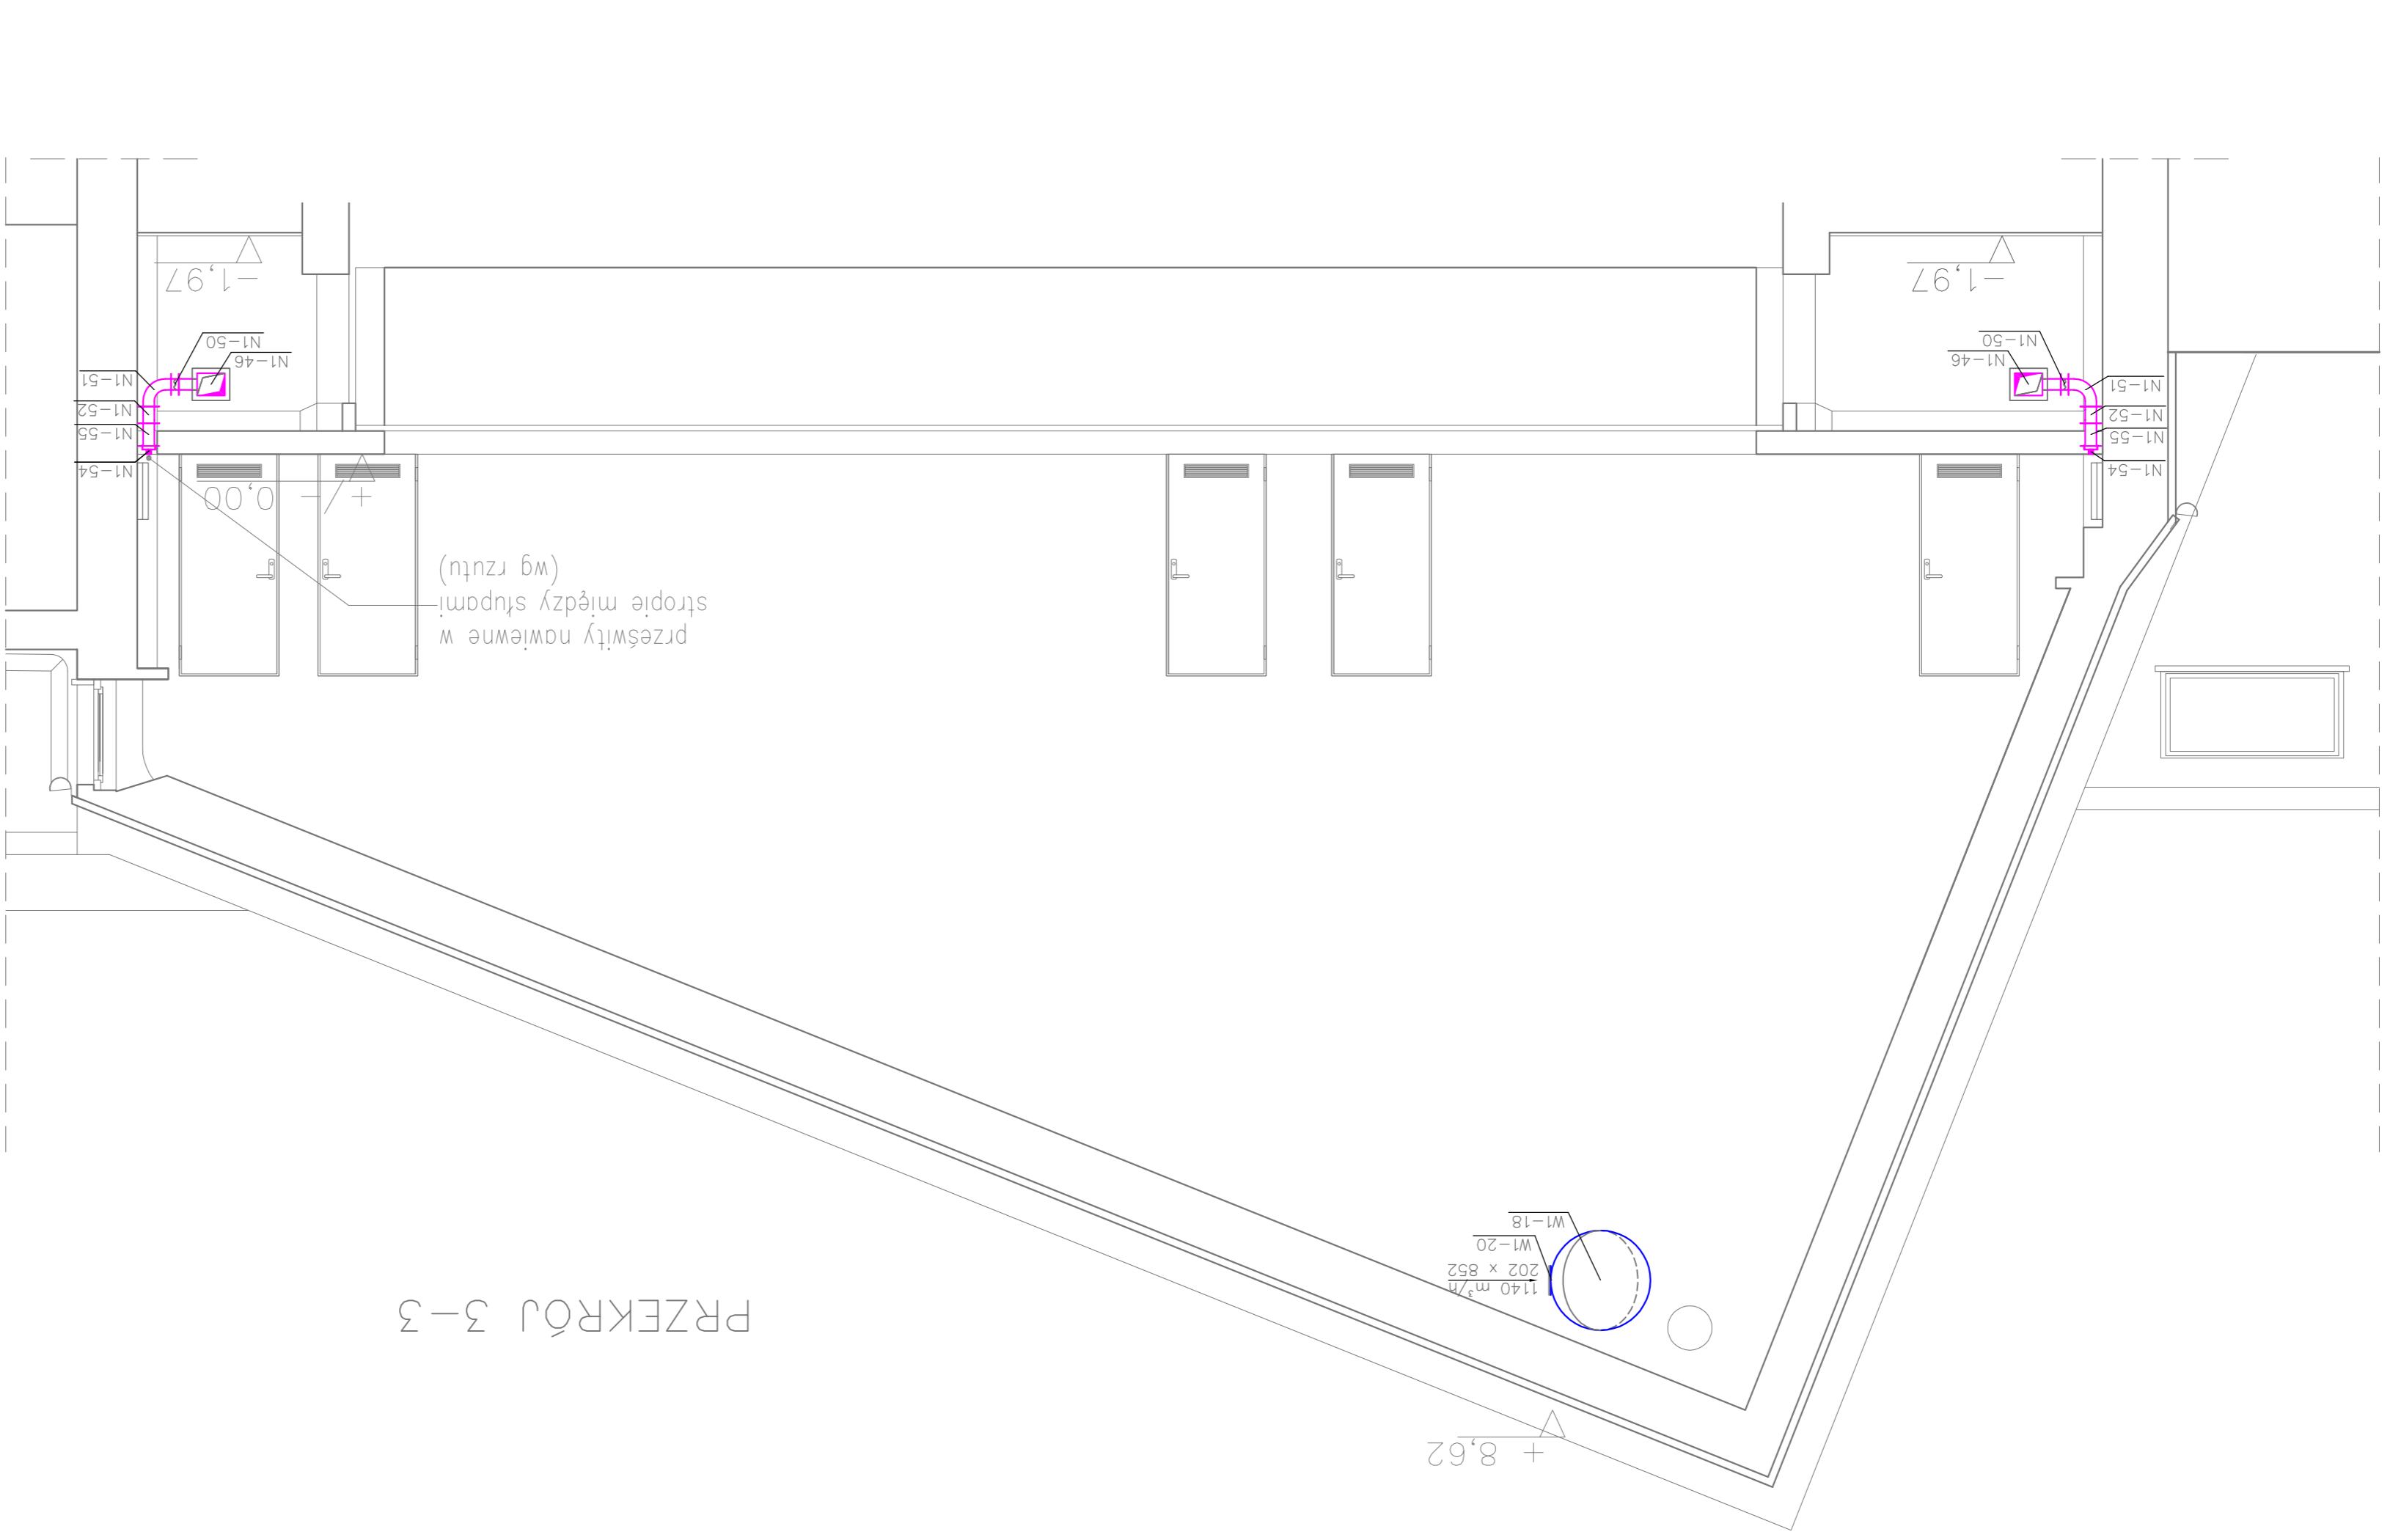 + 8,62
PRZEKRÓJ 3-3
1140 m³/h
202 x 852
W1-20
W1-18
prześwity nawiewne w
stropie między słupami
(wg rzutu)
+/- 0,00
N1-54
N1-55
N1-52
N1-51
N1-46
N1-50
-1,97
N1-54
N1-55
N1-52
N1-51
N1-46
N1-50
-1,97